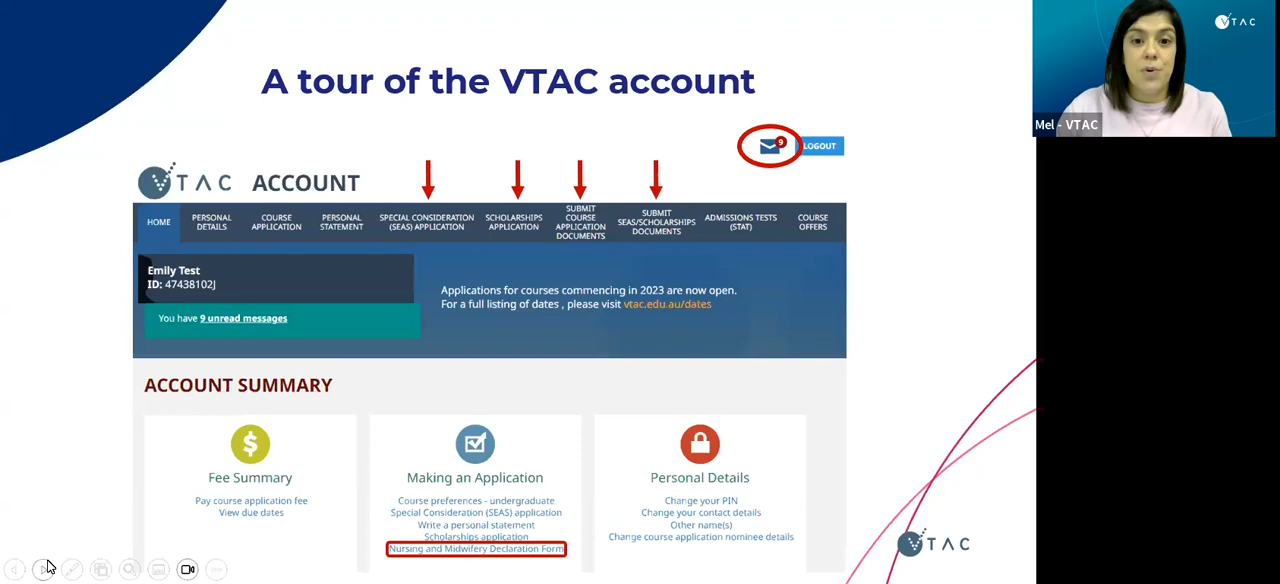 A tour of the VTAC account
VTAC
Mel - VTAC
9
LOGOUT
VTAC ACCOUNT
HOME
PERSONAL
DETAILS
COURSE
APPLICATION
PERSONAL
STATEMENT
SPECIAL CONSIDERATION
(SEAS) APPLICATION
SCHOLARSHIPS
APPLICATION
SUBMIT
COURSE
APPLICATION
DOCUMENTS
SUBMIT
SEAS/SCHOLARSHIPS
DOCUMENTS
ADMISSIONS TESTS
(STAT)
COURSE
OFFERS
Emily Test
ID: 47438102J
You have 9 unread messages
Applications for courses commencing in 2023 are now open.
For a full listing of dates , please visit vtac.edu.au/dates
ACCOUNT SUMMARY
$
Fee Summary
Pay course application fee
View due dates
Making an Application
Course preferences - undergraduate
Special Consideration (SEAS) application
Write a personal statement
Scholarships application
Nursing and Midwifery Declaration Form
Personal Details
Change your PIN
Change your contact details
Other name(s)
Change course application nominee details
VTAC